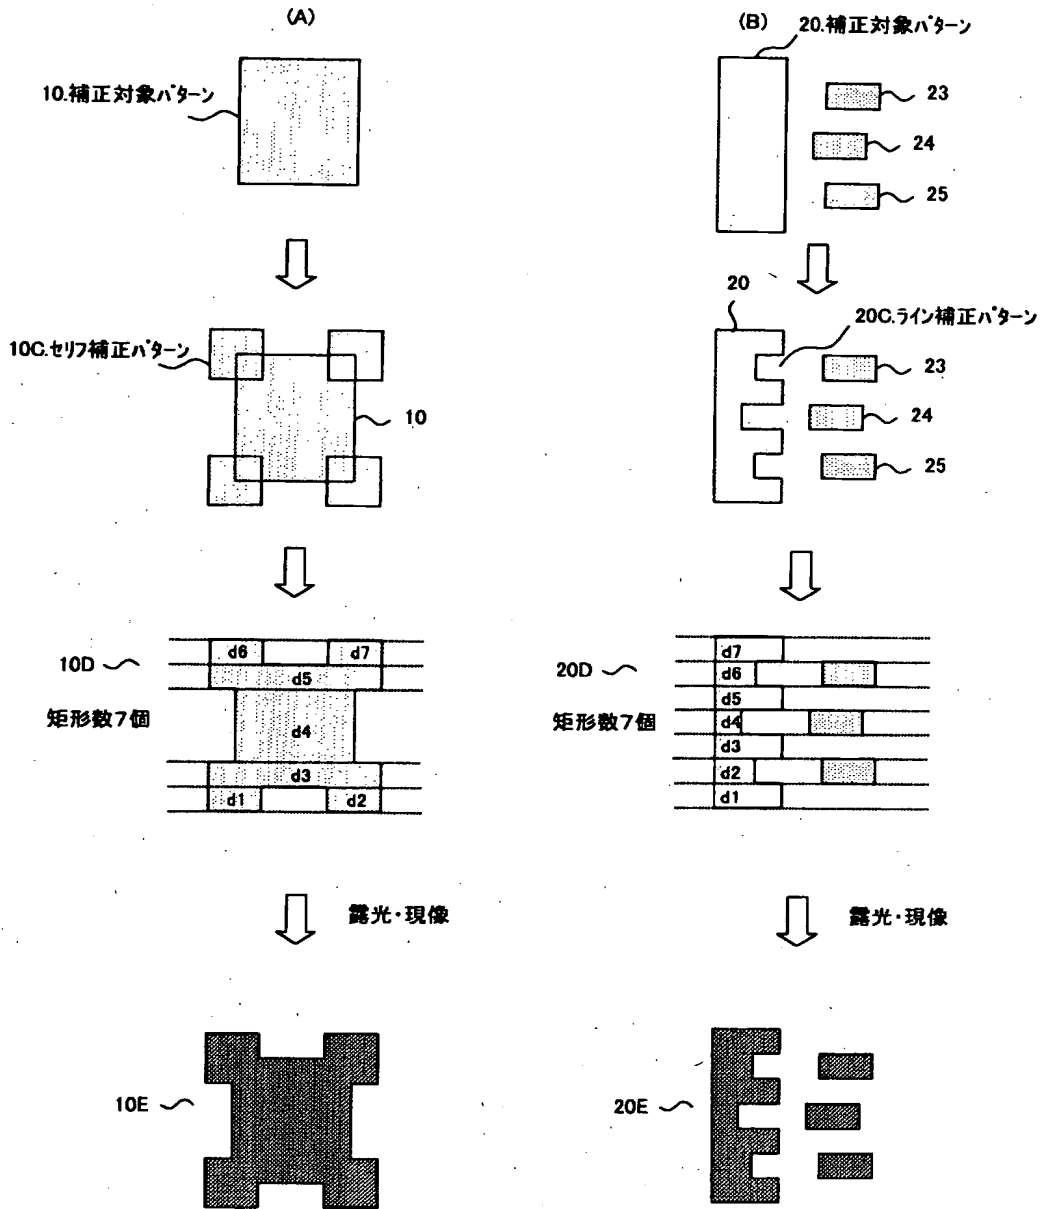 (A)
10.補正対象パターン
10C.セリフ補正パターン
10
10D
矩形数7個
d6
d7
d5
d4
d3
d1
d2
露光・現像
10E
(B)
20.補正対象パターン
23
24
25
20
20C.ライン補正パターン
23
24
25
20D
矩形数7個
d7
d6
d5
d4
d3
d2
d1
露光・現像
20E